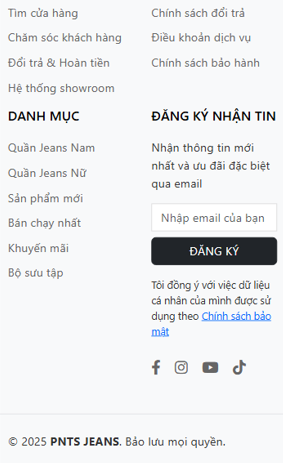 Tìm cửa hàng
Chăm sóc khách hàng
Đổi trả & Hoàn tiền
Hệ thống showroom
Chính sách đổi trả
Điều khoản dịch vụ
Chính sách bảo hành
DANH MỤC
Quần Jeans Nam
Quần Jeans Nữ
Sản phẩm mới
Bán chạy nhất
Khuyến mãi
Bộ sưu tập
ĐĂNG KÝ NHẬN TIN
Nhận thông tin mới
nhất và ưu đãi đặc biệt
qua email
Nhập email của bạn
ĐĂNG KÝ
Tôi đồng ý với việc dữ liệu
cá nhân của mình được sử
dụng theo Chính sách bảo
mật
© 2025 PNTS JEANS. Bảo lưu mọi quyền.